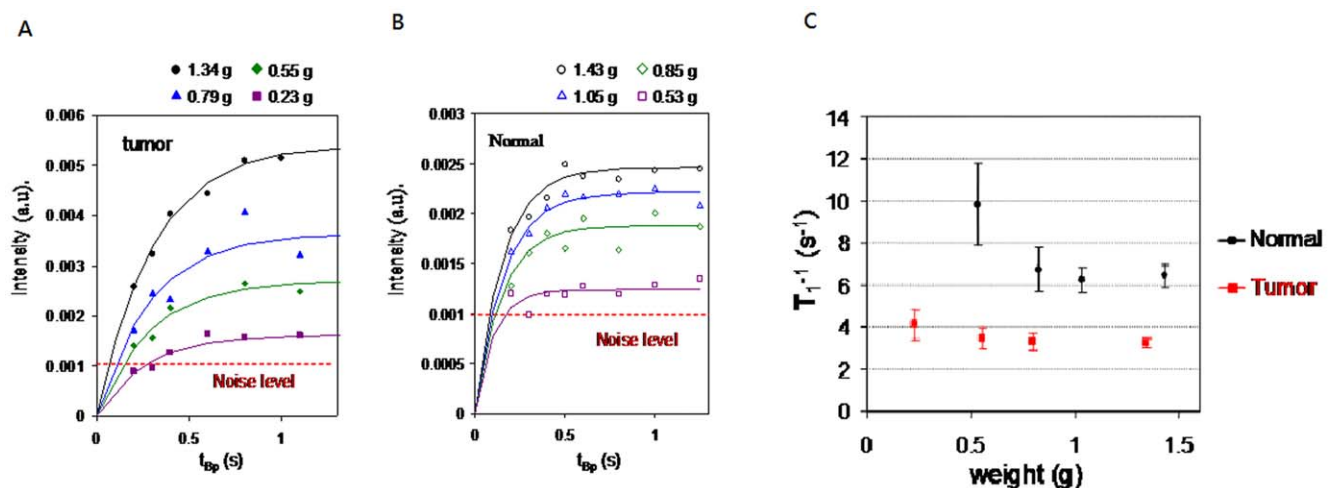 A
B
C
1.34 g
0.55 g
0.79 g
0.23 g
0.006
0.005
0.004
0.003
0.002
0.001
0
tumor
Noise level
Intensity (a.u),
0
0.5
1
tBp (s)
1.43 g
0.85 g
1.05 g
0.53 g
0.003
0.0025
0.002
0.0015
0.001
0.0005
0
Normal
Noise level
Intensity (a.u),
0
0.5
1
tBp (s)
14
12
10
8
6
4
2
0
T1-1 (s-1)
0
0.5
1
1.5
weight (g)
Normal
Tumor